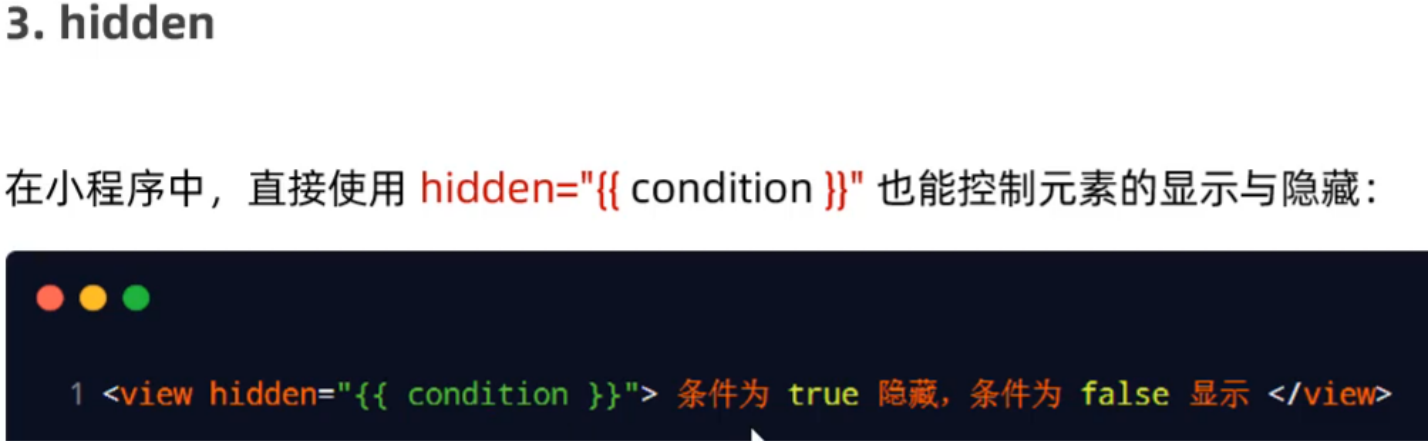 3. hidden
在小程序中，直接使用 hidden="{{ condition }}" 也能控制元素的显示与隐藏：
1 <view hidden="{{ condition }}"> 条件为 true 隐藏，条件为 false 显示 </view>